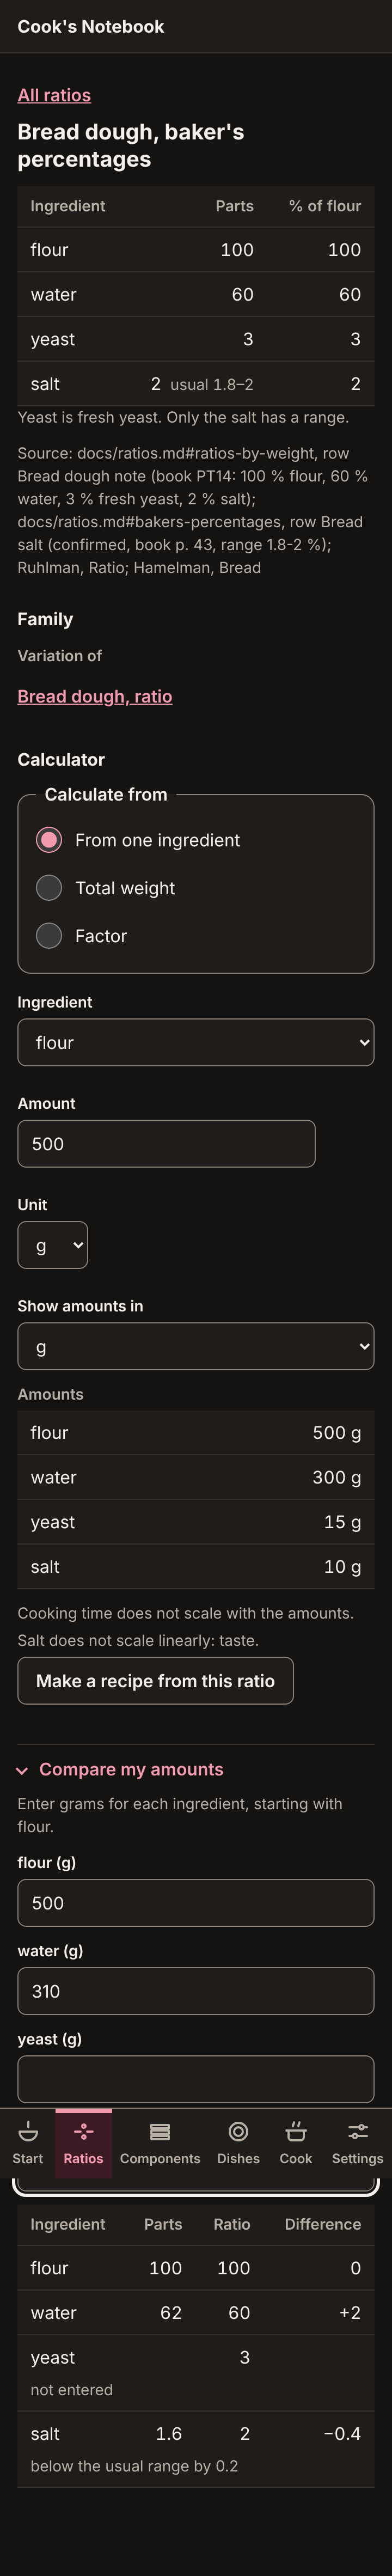 Cook's Notebook
All ratios
Bread dough, baker's
percentages
Ingredient Parts % of flour
flour 100 100
water 60 60
yeast 3 3
salt 2 usual 1.8–2 2
Yeast is fresh yeast. Only the salt has a range.
Source: docs/ratios.md#ratios-by-weight, row
Bread dough note (book PT14: 100 % flour, 60 %
water, 3 % fresh yeast, 2 % salt);
docs/ratios.md#bakers-percentages, row Bread
salt (confirmed, book p. 43, range 1.8-2 %);
Ruhlman, Ratio; Hamelman, Bread
Family
Variation of
Bread dough, ratio
Calculator
Calculate from
From one ingredient
Total weight
Factor
Ingredient
flour
Amount
500
Unit
g
Show amounts in
g
Amounts
flour 500 g
water 300 g
yeast 15 g
salt 10 g
Cooking time does not scale with the amounts.
Salt does not scale linearly: taste.
Make a recipe from this ratio
Compare my amounts
Enter grams for each ingredient, starting with
flour.
flour (g)
500
water (g)
310
yeast (g)
Start Ratios Components Dishes Cook Settings
Ingredient Parts Ratio Difference
flour 100 100 0
water 62 60 +2
yeast 3
not entered
salt 1.6 2 −0.4
below the usual range by 0.2